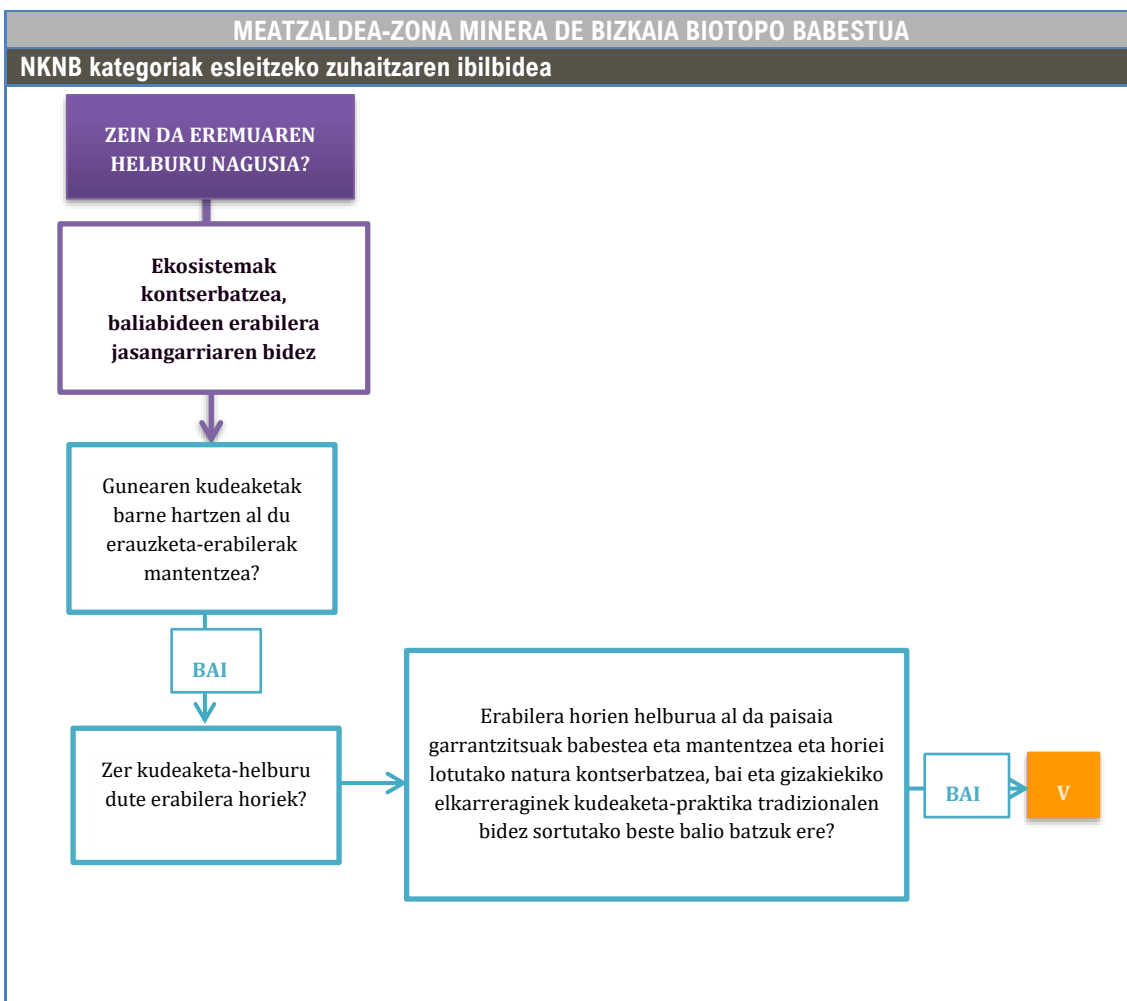 MEATZALDEA-ZONA MINERA DE BIZKAIA BIOTOPO BABESTUA
NKNB kategoriak esleitzeko zuhaitzaren ibilbidea
ZEIN DA EREMUAREN
HELBURU NAGUSIA?
Ekosistemak
kontserbatzea,
baliabideen erabilera
jasangarriaren bidez
Gunearen kudeaketak
barne hartzen al du
erauzketa-erabilerak
mantentzea?
BAI
Zer kudeaketa-helburu
dute erabilera horiek?
Erabilera horien helburua al da paisaia
garrantzitsuak babestea eta mantentzea eta horiei
lotutako natura kontserbatzea, bai eta gizakiekiko
elkarreraginek kudeaketa-praktika tradizionalen
bidez sortutako beste balio batzuk ere?
BAI
V